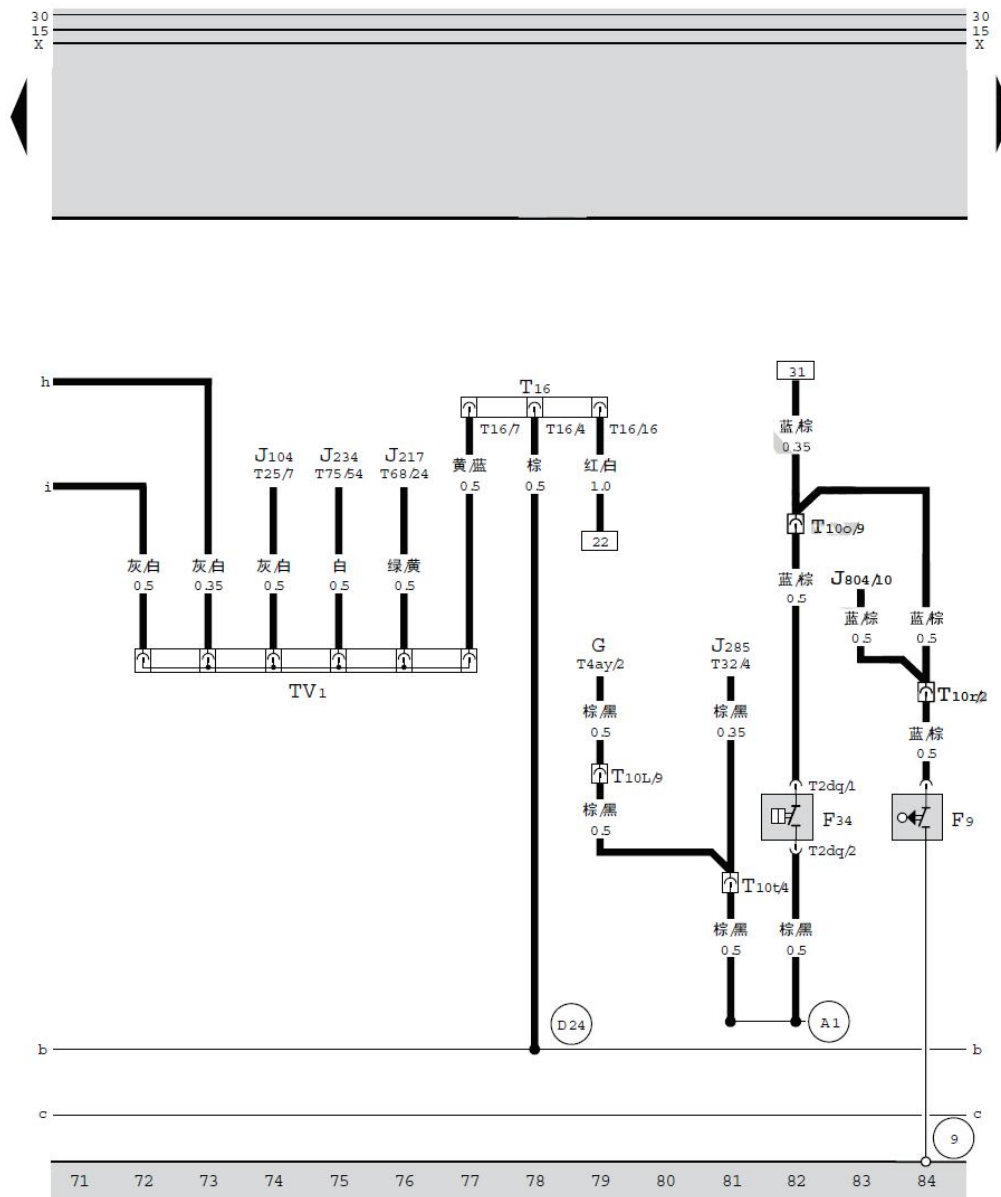 30 30
15 15
X X
31
h
T16
T16/7 T16/4 T16/16
蓝/棕
0.35
J104 J234 J217
T25/7 T75/54 T68/24
黄/蓝 棕 红/白
0.5 0.5 1.0
i
T10o/9
22
灰/白 灰/白 灰/白 白 绿/黄
0.5 0.35 0.5 0.5 0.5
蓝/棕 J804/10
0.5
蓝/棕 蓝/棕
0.5 0.5
G J285
T4ay/2 T32/4
TV1
T10r/2
棕/黑 棕/黑
0.5 0.35
蓝/棕
0.5
T10L/9
T2dq/1
棕/黑
0.5
F34 F9
T2dq/2
T10t/4
棕/黑 棕/黑
0.5 0.5
D24 A1
b b
c c
9
71 72 73 74 75 76 77 78 79 80 81 82 83 84